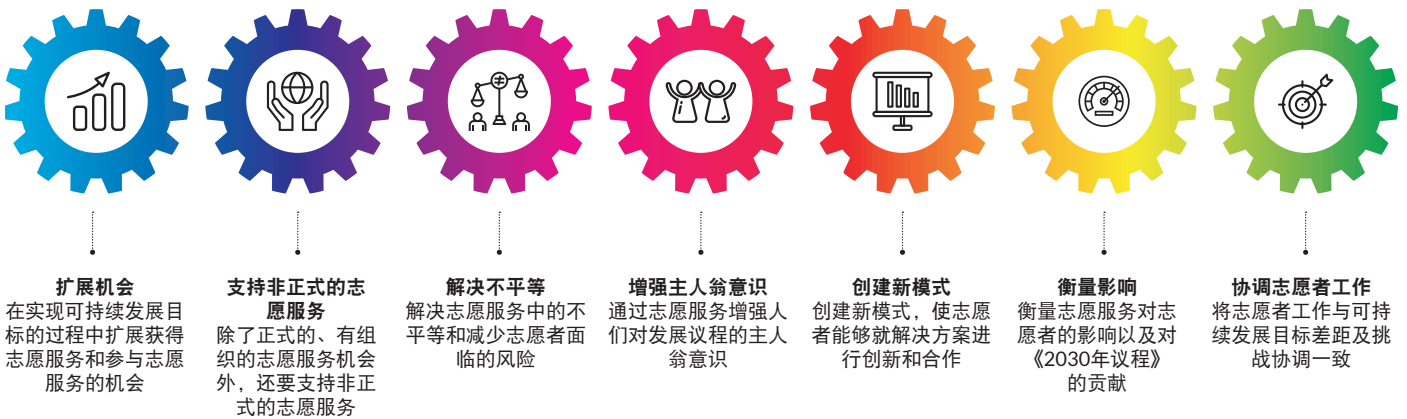 扩展机会
在实现可持续发展目
标的过程中扩展获得
志愿服务和参与志愿
服务的机会
支持非正式的志
愿服务
除了正式的、有组
织的志愿服务机会
外，还要支持非正
式的志愿服务
解决不平等
解决志愿服务中的不
平等和减少志愿者面
临的风险
增强主人翁意识
通过志愿服务增强人
们对发展议程的主人
翁意识
创建新模式
创建新模式，使志愿
者能够就解决方案进
行创新和合作
衡量影响
衡量志愿服务对志
愿者的影响以及对
《2030年议程》
的贡献
协调志愿者工作
将志愿者工作与可持
续发展目标差距及挑
战协调一致